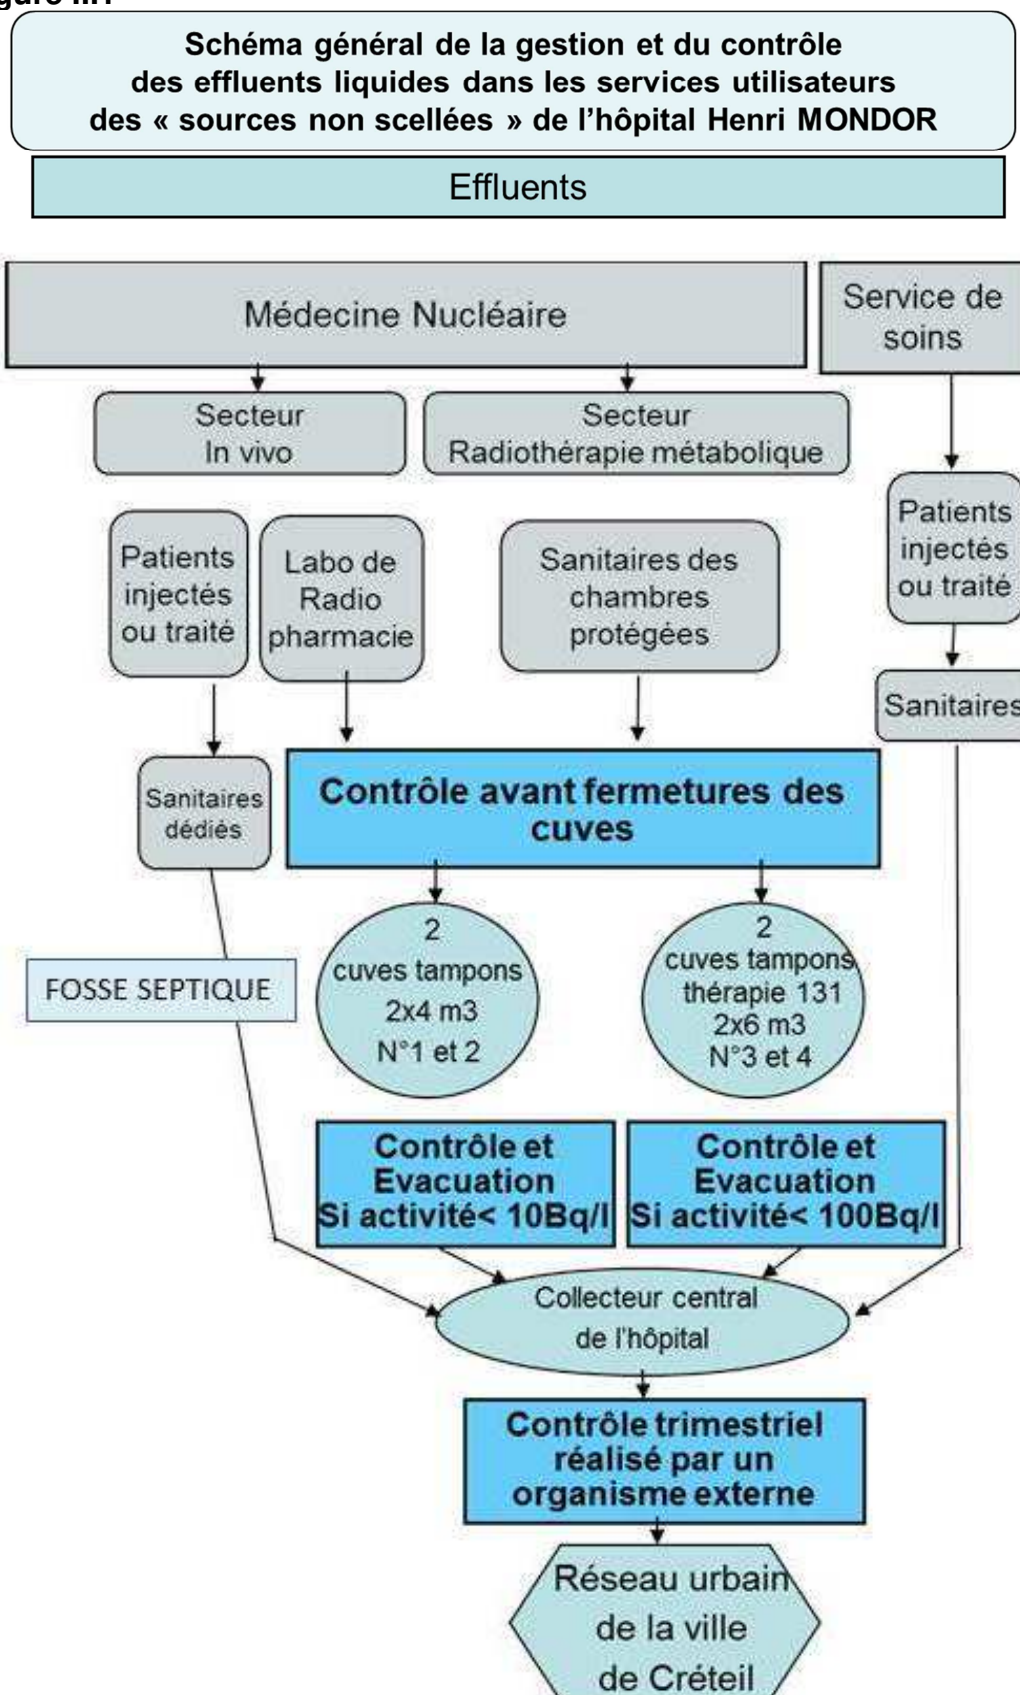 Schéma général de la gestion et du contrôle
des effluents liquides dans les services utilisateurs
des « sources non scellées » de l'hôpital Henri MONDOR
Effluents
Médecine Nucléaire
Service de
soins
Secteur
In vivo
Secteur
Radiothérapie métabolique
Patients
injectés
ou traité
Labo de
Radio
pharmacie
Sanitaires des
chambres
protégées
Patients
injectés
ou traité
Sanitaires
Sanitaires
dédiés
Contrôle avant fermetures des
cuves
FOSSE SEPTIQUE
2
cuves tampons
2x4 m3
N°1 et 2
2
cuves tampons
thérapie 131
2x6 m3
N°3 et 4
Contrôle et
Evacuation
Si activité< 10Bq/l
Contrôle et
Evacuation
Si activité< 100Bq/l
Collecteur central
de l'hôpital
Contrôle trimestriel
réalisé par un
organisme externe
Réseau urbain
de la ville
de Créteil